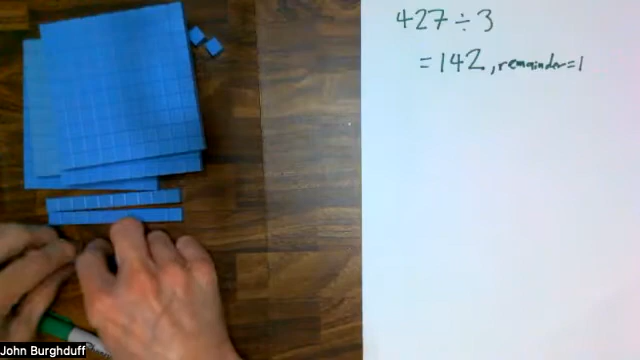 427 ÷ 3
= 142, remainder = 1
John Burghduff